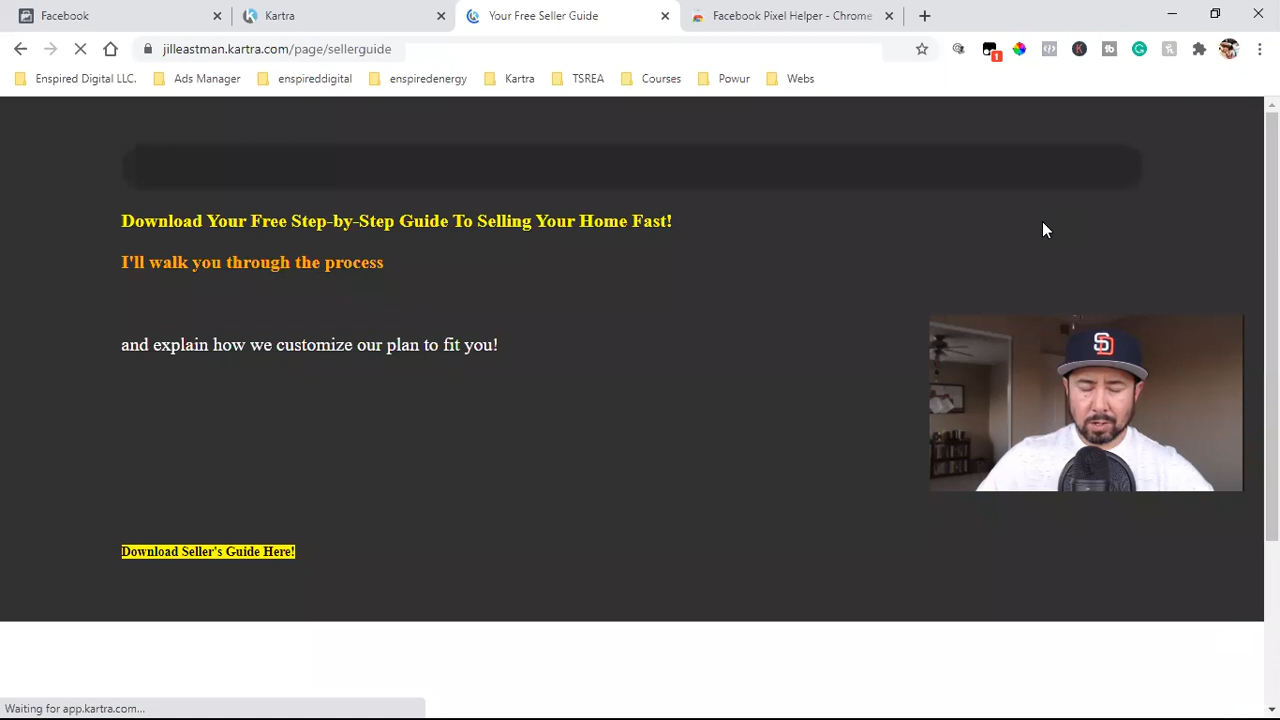 Facebook
Kartra
Your Free Seller Guide
Facebook Pixel Helper - Chrome
jilleastman.kartra.com/page/sellerguide
1
Enspired Digital LLC.
Ads Manager
enspireddigital
enspiredenergy
Kartra
TSREA
Courses
Powur
Webs
Download Your Free Step-by-Step Guide To Selling Your Home Fast!
I'll walk you through the process
and explain how we customize our plan to fit you!
SD
Download Seller's Guide Here!
Waiting for app.kartra.com...